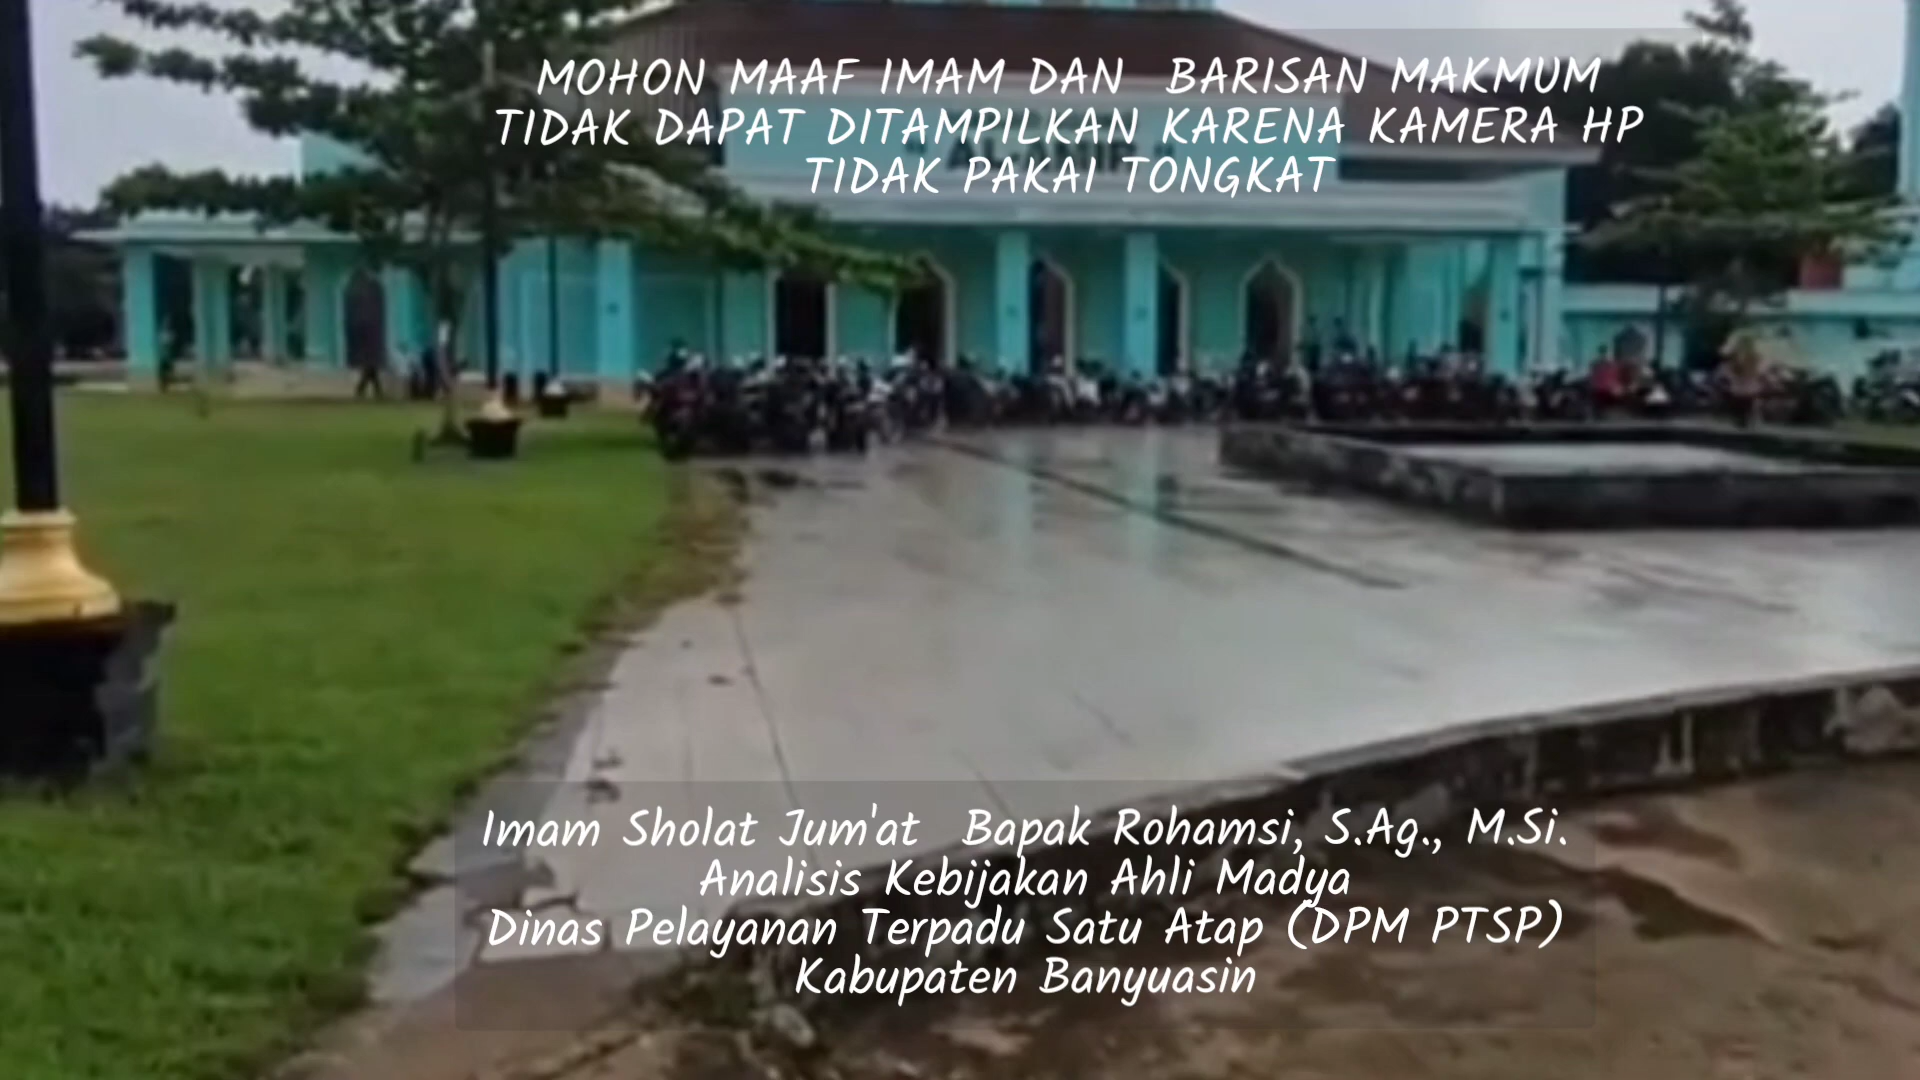 MOHON MAAF IMAM DAN BARISAN MAKMUM
TIDAK DAPAT DITAMPILKAN KARENA KAMERA HP
TIDAK PAKAI TONGKAT
Imam Sholat Jum'at Bapak Rohamsi, S.Ag., M.Si.
Analisis Kebijakan Ahli Madya
Dinas Pelayanan Terpadu Satu Atap (DPM PTSP)
Kabupaten Banyuasin